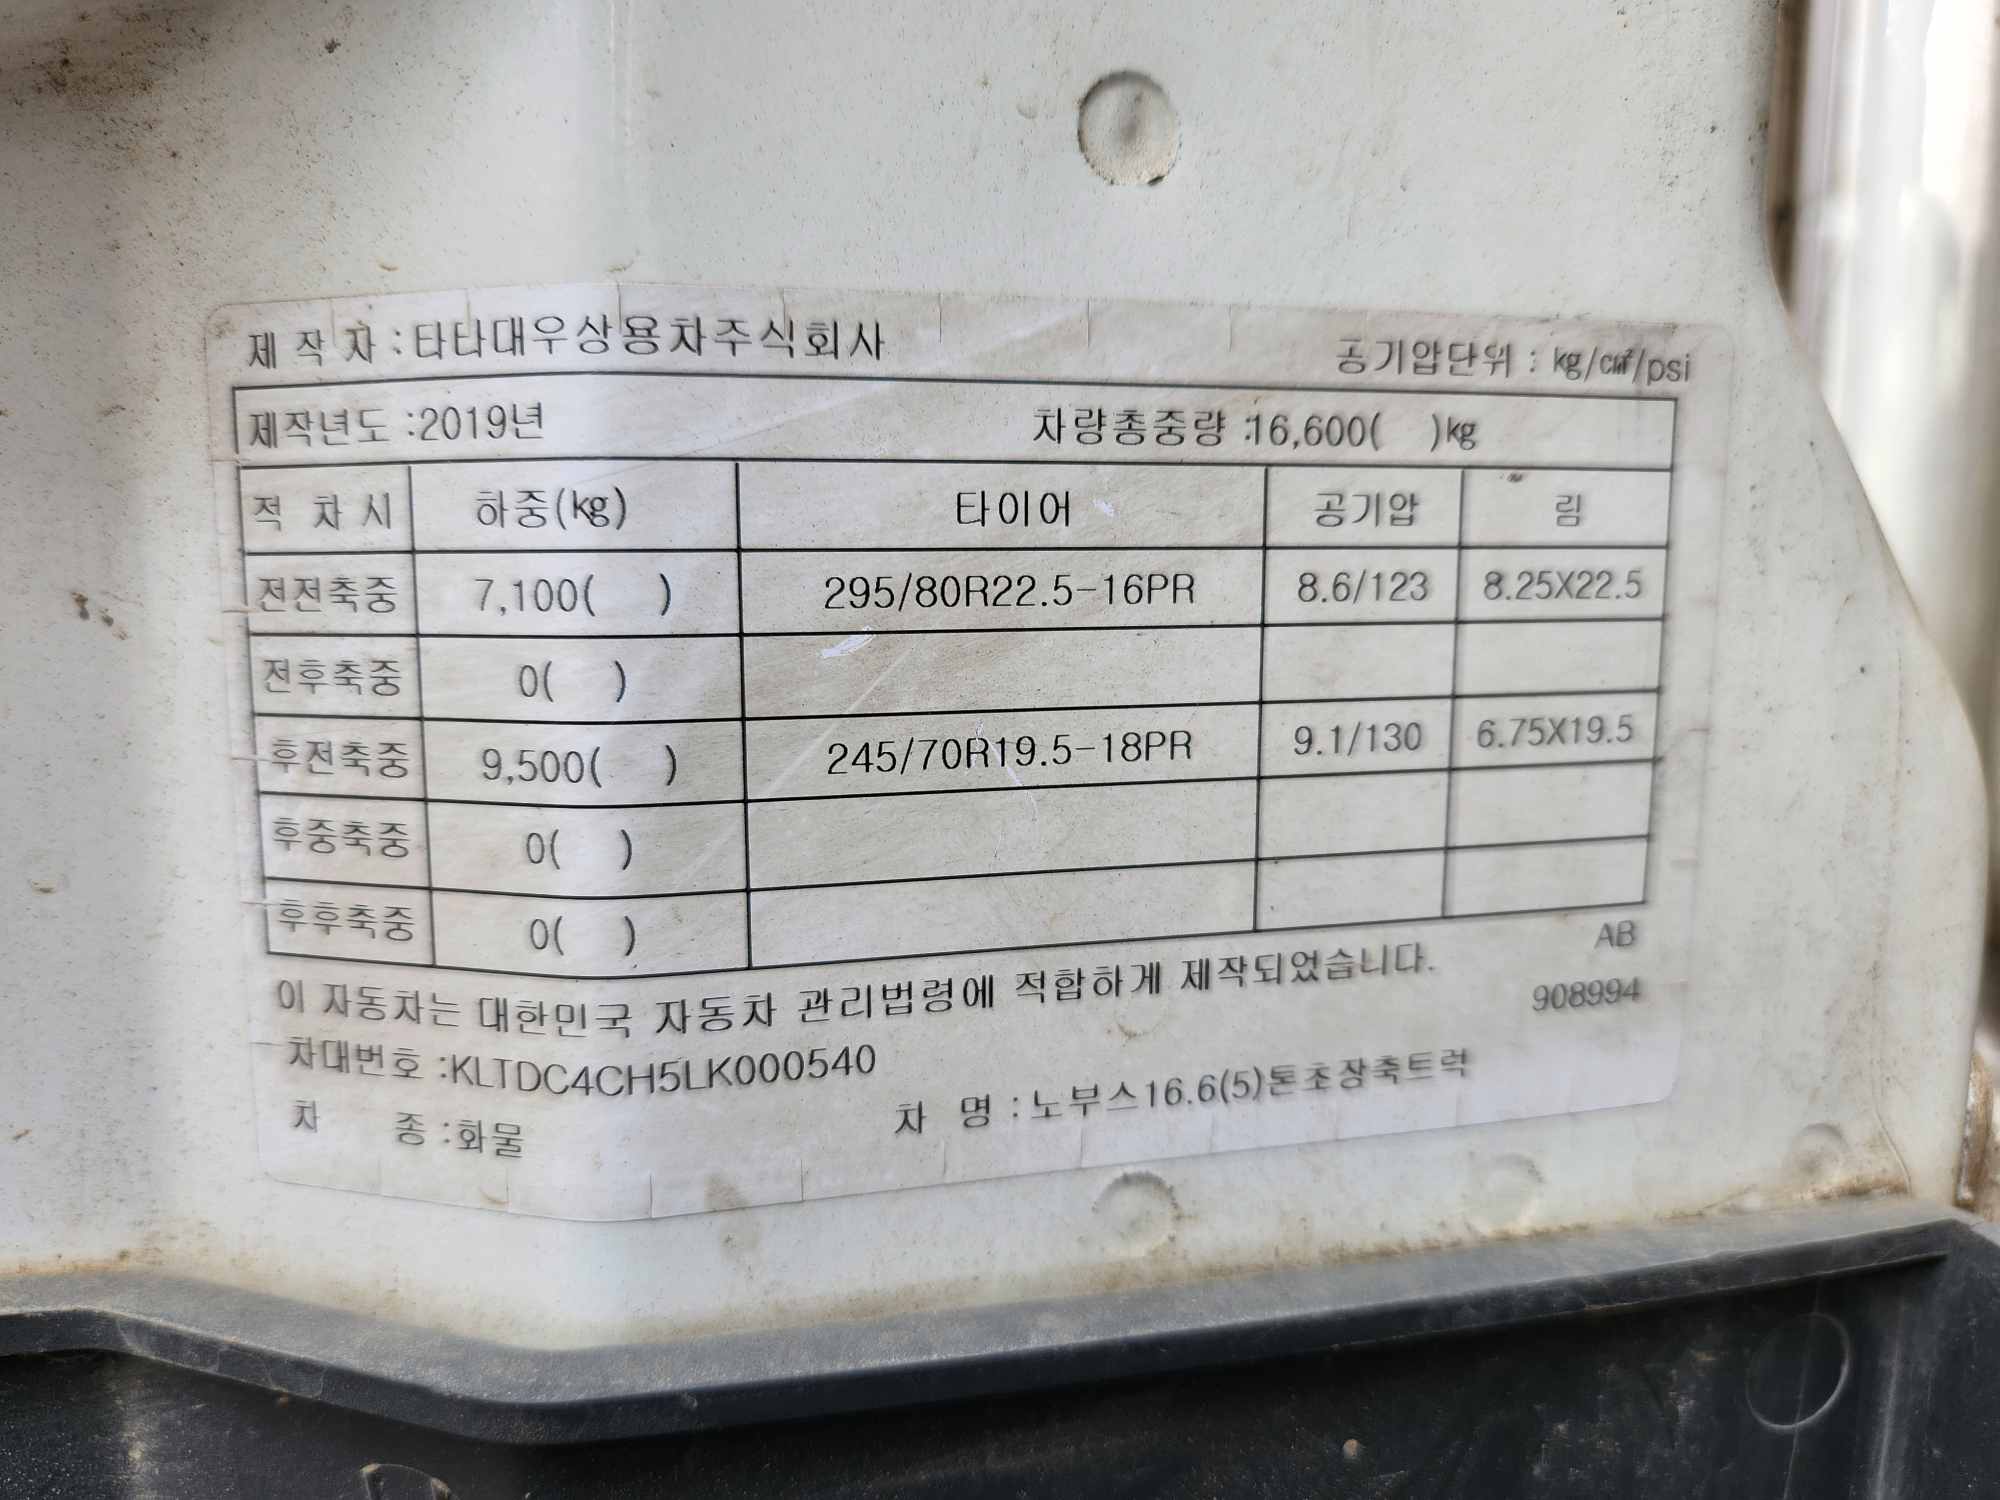 제 작 자 : 타타대우상용차주식회사
공기압단위 : kg/㎠/psi
제작년도 : 2019년 차량총중량 : 16,600( )kg
적 차 시 하중(kg) 타이어 공기압 림
전전축중 7,100( ) 295/80R22.5-16PR 8.6/123 8.25X22.5
전후축중 0( )
후전축중 9,500( ) 245/70R19.5-18PR 9.1/130 6.75X19.5
후중축중 0( )
후후축중 0( )
AB
이 자동차는 대한민국 자동차 관리법령에 적합하게 제작되었습니다.
908994
차대번호 : KLTDC4CH5LK000540
차 종 : 화물 차 명 : 노부스16.6(5)톤초장축트럭